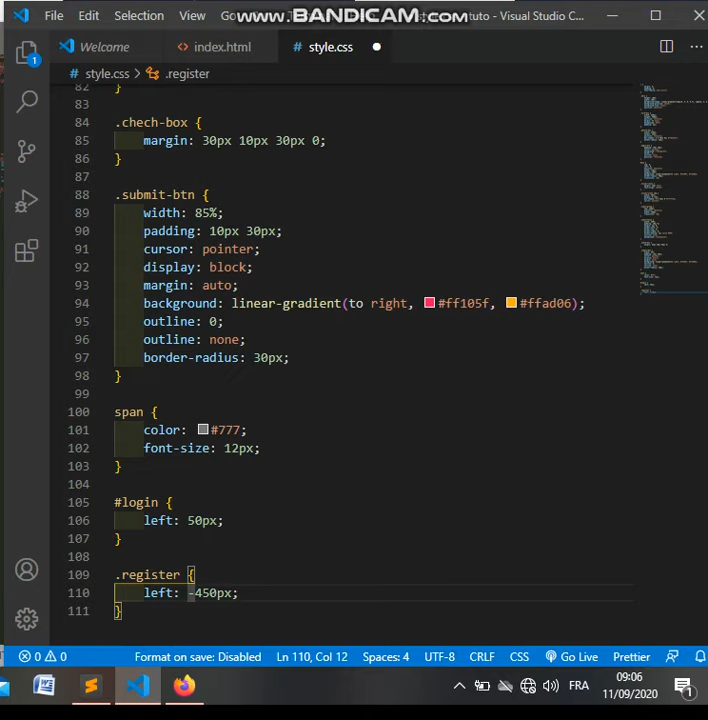 File Edit Selection View Go www.BANDICAM.com tuto - Visual Studio C...
Welcome
index.html
# style.css
# style.css > .register
82 }
83
84 .chech-box {
85 margin: 30px 10px 30px 0;
86 }
87
88 .submit-btn {
89 width: 85%;
90 padding: 10px 30px;
91 cursor: pointer;
92 display: block;
93 margin: auto;
94 background: linear-gradient(to right, #ff105f, #ffad06);
95 outline: 0;
96 outline: none;
97 border-radius: 30px;
98 }
99
100 span {
101 color: #777;
102 font-size: 12px;
103 }
104
105 #login {
106 left: 50px;
107 }
108
109 .register {
110 left: -450px;
111 }
1
0 0 Format on save: Disabled Ln 110, Col 12 Spaces: 4 UTF-8 CRLF CSS Go Live Prettier
FRA
09:06
11/09/2020
1